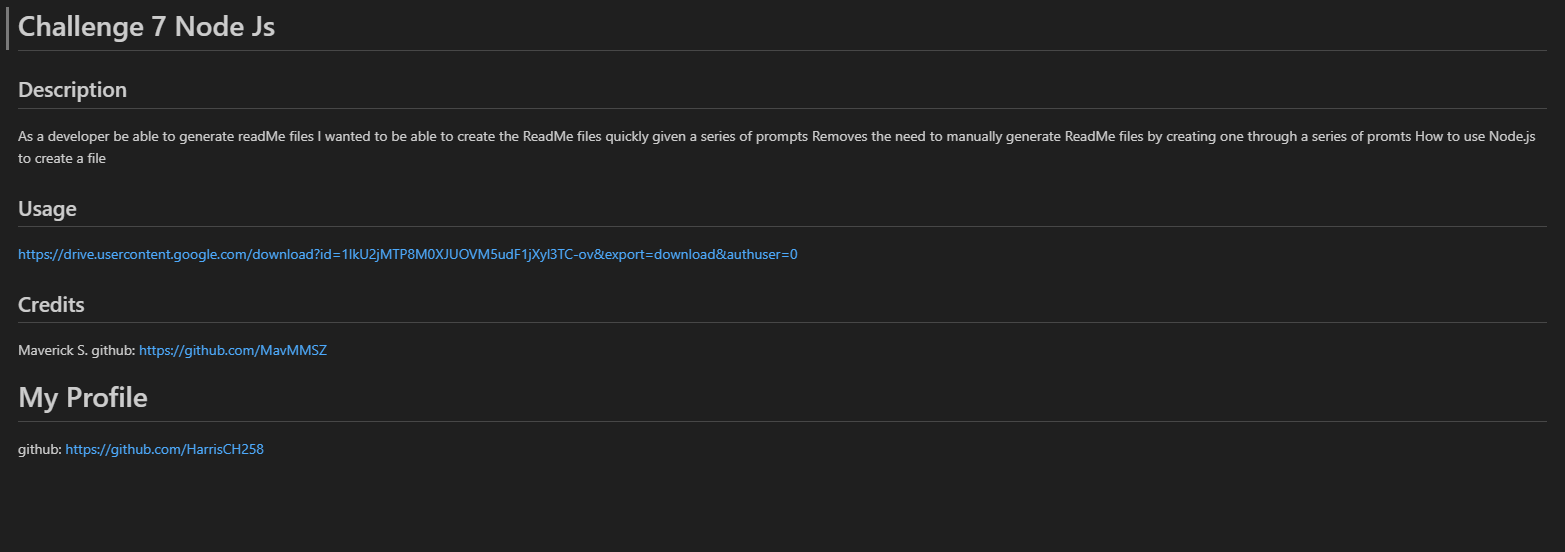 Challenge 7 Node Js
Description
As a developer be able to generate readMe files I wanted to be able to create the ReadMe files quickly given a series of prompts Removes the need to manually generate ReadMe files by creating one through a series of promts How to use Node.js
to create a file
Usage
https://drive.usercontent.google.com/download?id=1lkU2jMTP8M0XJUOVM5udF1jXyl3TC-ov&export=download&authuser=0
Credits
Maverick S. github: https://github.com/MavMMSZ
My Profile
github: https://github.com/HarrisCH258